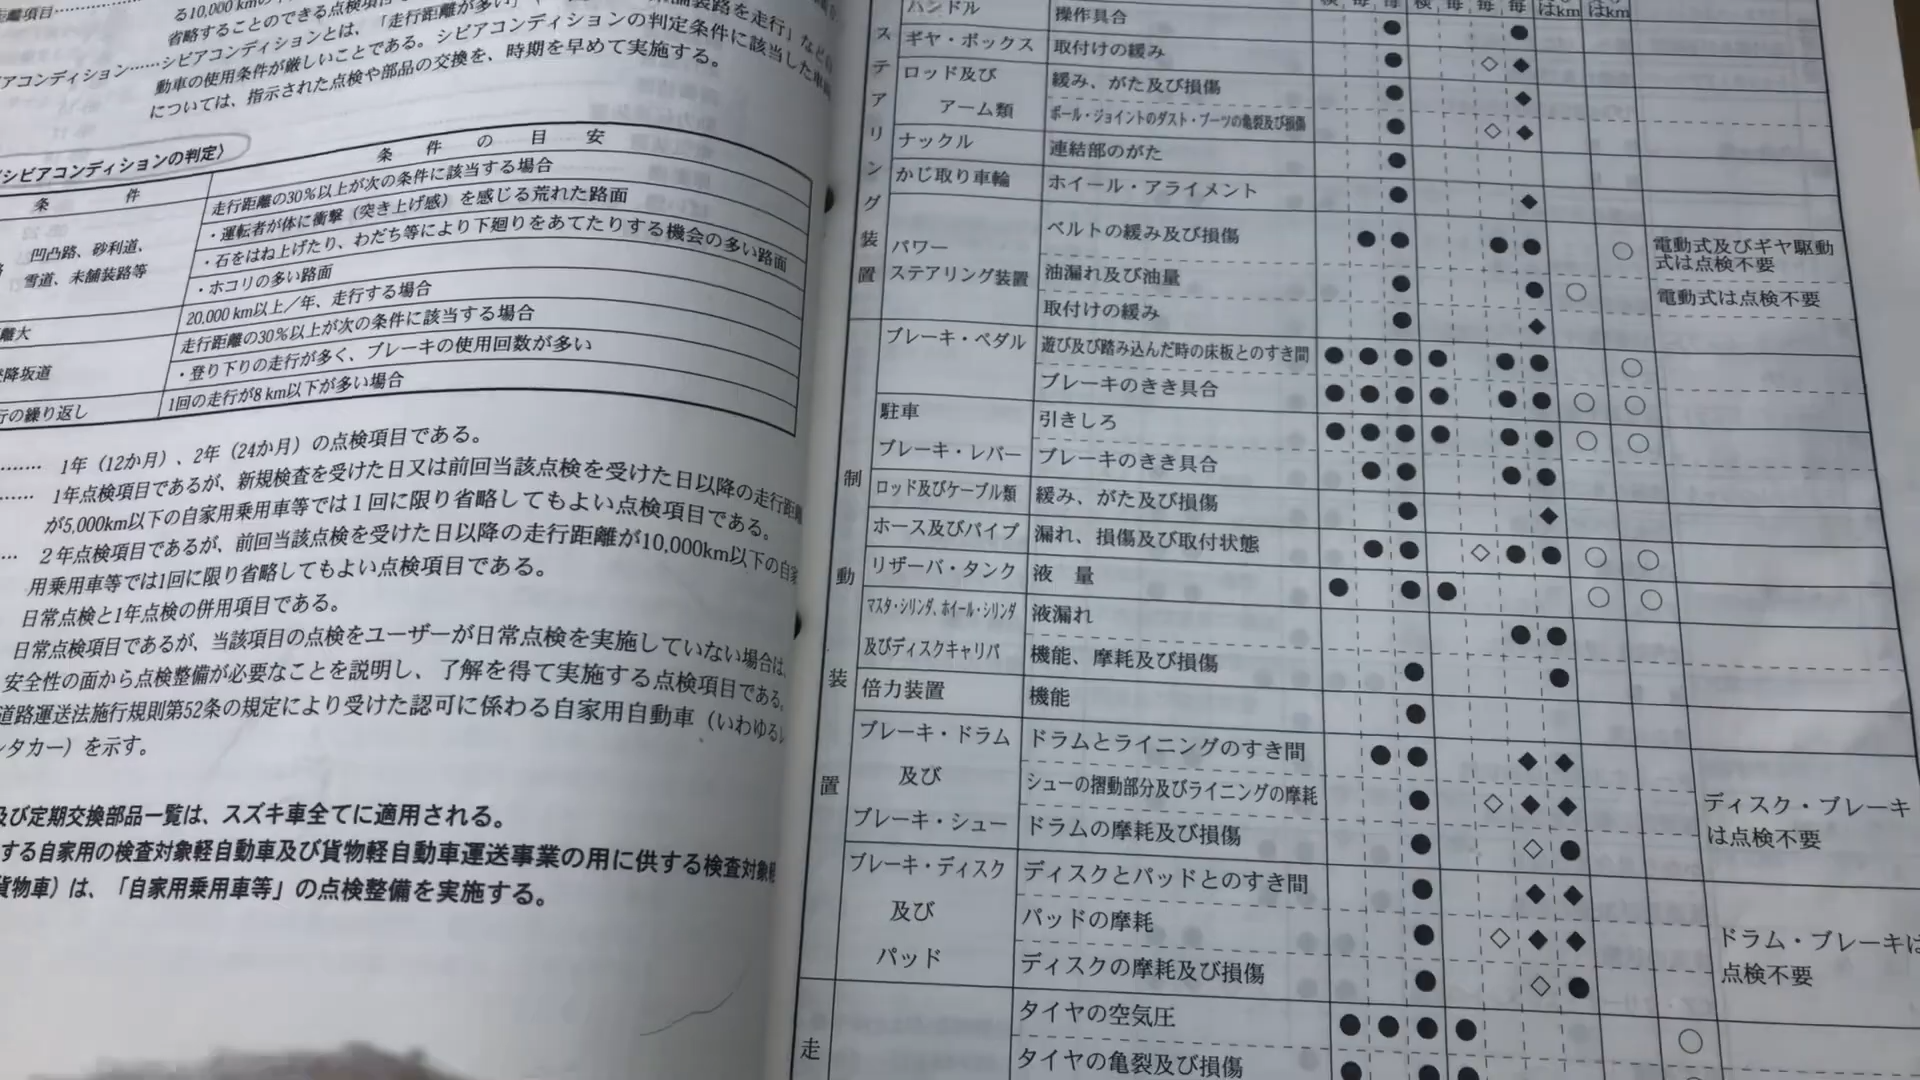 る10,000kmの
省略することのできる点検項目
アコンディション……シビアコンディションとは、「走行距離が多い」や
装路を走行」など
動車の使用条件が厳しいことである。シビアコンディションの判定条件に該当した車両
については、指示された点検や部品の交換を、時期を早めて実施する。
シビアコンディションの判定〉
条 件
条 件 の 目 安
凹凸路、砂利道、
雪道、未舗装路等
走行距離の30%以上が次の条件に該当する場合
・運転者が体に衝撃(突き上げ感)を感じる荒れた路面
・石をはね上げたり、わだち等により下廻りをあてたりする機会の多い路面
・ホコリの多い路面
離大
20,000 km以上/年、走行する場合
降坂道
走行距離の30%以上が次の条件に該当する場合
・登り下りの走行が多く、ブレーキの使用回数が多い
行の繰り返し
1回の走行が8 km以下が多い場合
…… 1年(12か月)、2年(24か月)の点検項目である。
…… 1年点検項目であるが、新規検査を受けた日又は前回当該点検を受けた日以降の走行距離
が5,000km以下の自家用乗用車等では1回に限り省略してもよい点検項目である。
… 2年点検項目であるが、前回当該点検を受けた日以降の走行距離が10,000km以下の自家
用乗用車等では1回に限り省略してもよい点検項目である。
日常点検と1年点検の併用項目である。
日常点検項目であるが、当該項目の点検をユーザーが日常点検を実施していない場合は、
安全性の面から点検整備が必要なことを説明し、了解を得て実施する点検項目である。
道路運送法施行規則第52条の規定により受けた認可に係わる自家用自動車(いわゆるレ
ンタカー)を示す。
及び定期交換部品一覧は、スズキ車全てに適用される。
する自家用の検査対象軽自動車及び貨物軽自動車運送事業の用に供する検査対象軽
貨物車)は、「自家用乗用車等」の点検整備を実施する。
ステアリング装置
ハンドル 操作具合 ● ●
ギヤ・ボックス 取付けの緩み ● ◇ ◆
ロッド及び
アーム類
緩み、がた及び損傷 ● ◆
ボール・ジョイントのダスト・ブーツの亀裂及び損傷 ● ◇ ◆
ナックル 連結部のがた ●
かじ取り車輪 ホイール・アライメント ● ◆
パワー
ステアリング装置
ベルトの緩み及び損傷 ● ● ● ● ○ 電動式及びギヤ駆動
式は点検不要
油漏れ及び油量 ● ● ○ 電動式は点検不要
取付けの緩み ● ◆
制動装置
ブレーキ・ペダル 遊び及び踏み込んだ時の床板とのすき間 ● ● ● ● ● ● ○
ブレーキのきき具合 ● ● ● ● ● ● ○ ○
駐車
ブレーキ・レバー
引きしろ ● ● ● ● ● ● ○ ○
ブレーキのきき具合 ● ● ● ●
ロッド及びケーブル類 緩み、がた及び損傷 ● ◆
ホース及びパイプ 漏れ、損傷及び取付状態 ● ● ◇ ● ● ○ ○
リザーバ・タンク 液 量 ● ● ● ○ ○
マスタ・シリンダ、ホイール・シリンダ
及びディスクキャリパ
液漏れ ● ●
機能、摩耗及び損傷 ● ●
倍力装置 機能 ●
ブレーキ・ドラム
及び
ブレーキ・シュー
ドラムとライニングのすき間 ● ● ◆ ◆
シューの摺動部分及びライニングの摩耗 ● ◇ ◆ ◆
ドラムの摩耗及び損傷 ● ◇ ●
ディスク・ブレーキ
は点検不要
ブレーキ・ディスク
及び
パッド
ディスクとパッドとのすき間 ● ◆ ◆
パッドの摩耗 ● ◇ ◆ ◆
ディスクの摩耗及び損傷 ● ◇ ●
ドラム・ブレーキは
点検不要
走
タイヤの空気圧 ● ● ● ● ○
タイヤの亀裂及び損傷 ● ● ●